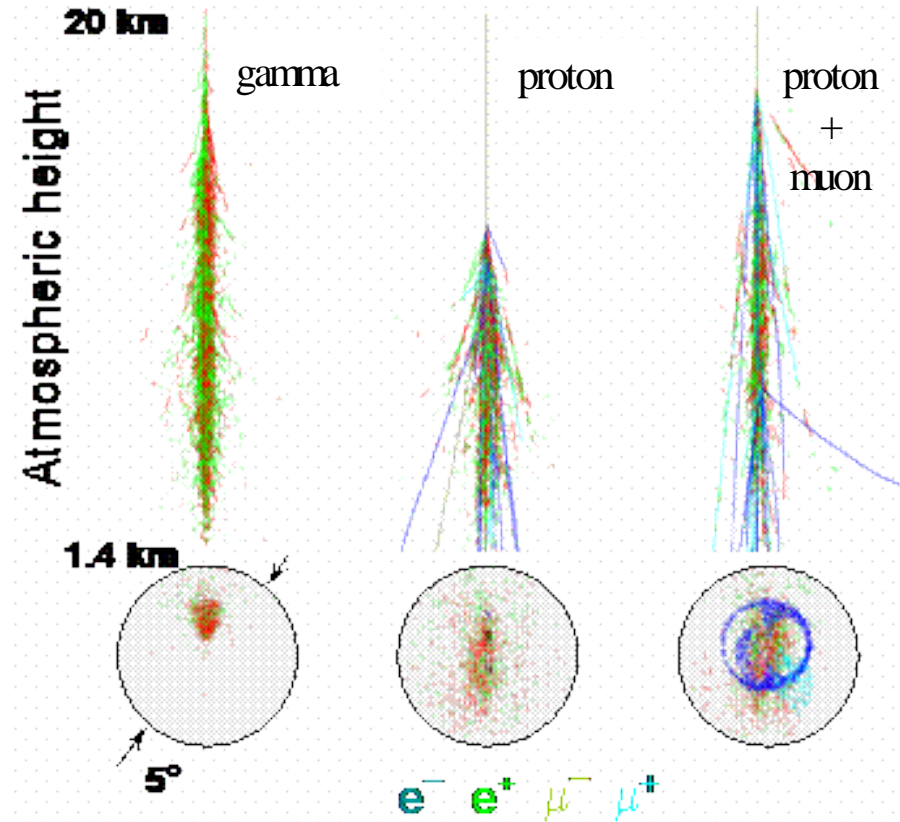 20 km
gamma
proton
proton
+
muon
Atmospheric height
1.4 km
5°
e⁻ e⁺ μ⁻ μ⁺